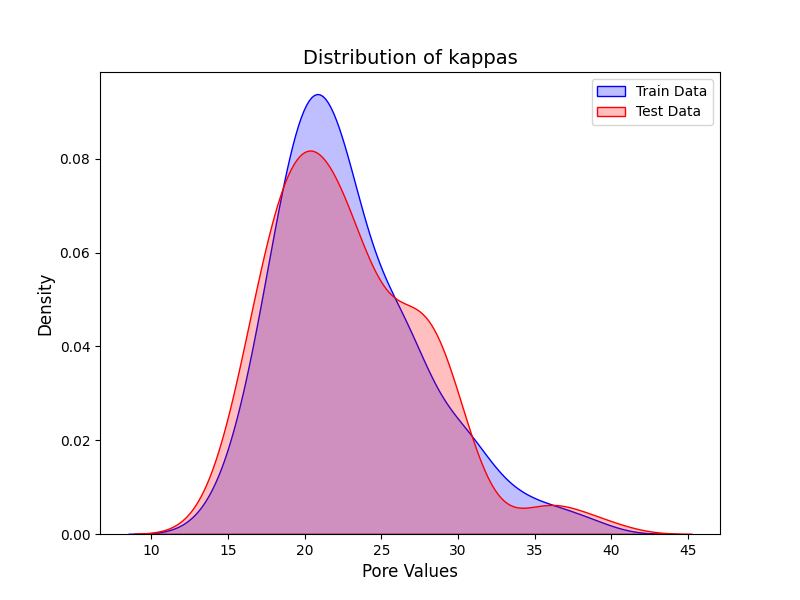 Distribution of kappas
Train Data
Test Data
Density
0.08
0.06
0.04
0.02
0.00
10 15 20 25 30 35 40 45
Pore Values